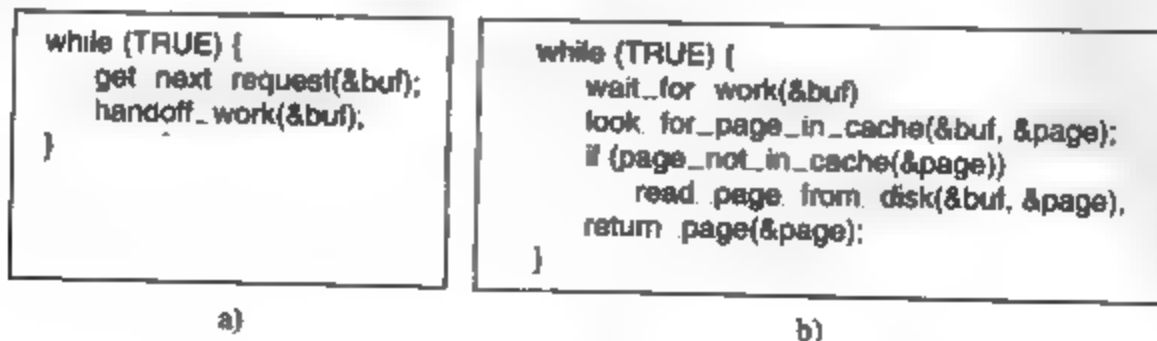 while (TRUE) {
get next request(&buf);
handoff_work(&buf);
}
a)
while (TRUE) {
wait_for work(&buf)
look for_page_in_cache(&buf, &page);
if (page_not_in_cache(&page))
read page from disk(&buf, &page),
return page(&page);
}
b)